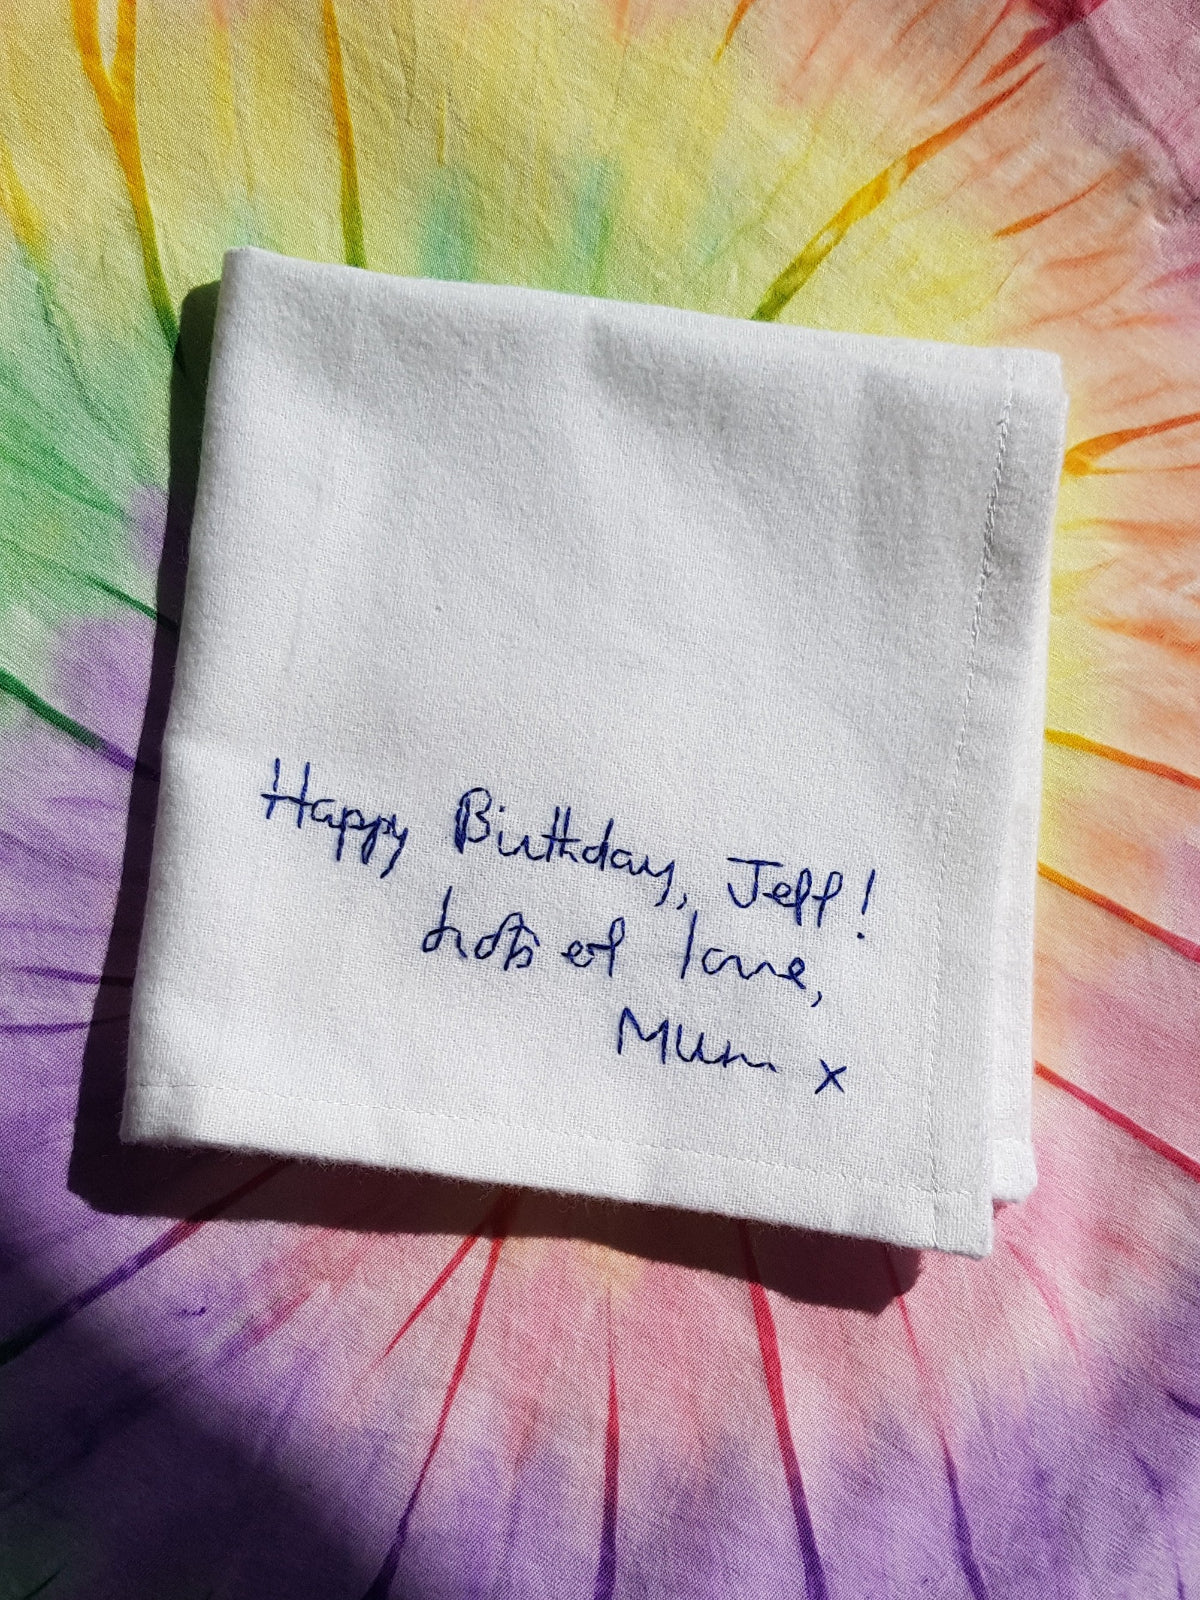 Happy Birthday, Jeff!
Lots of love,
Mum x